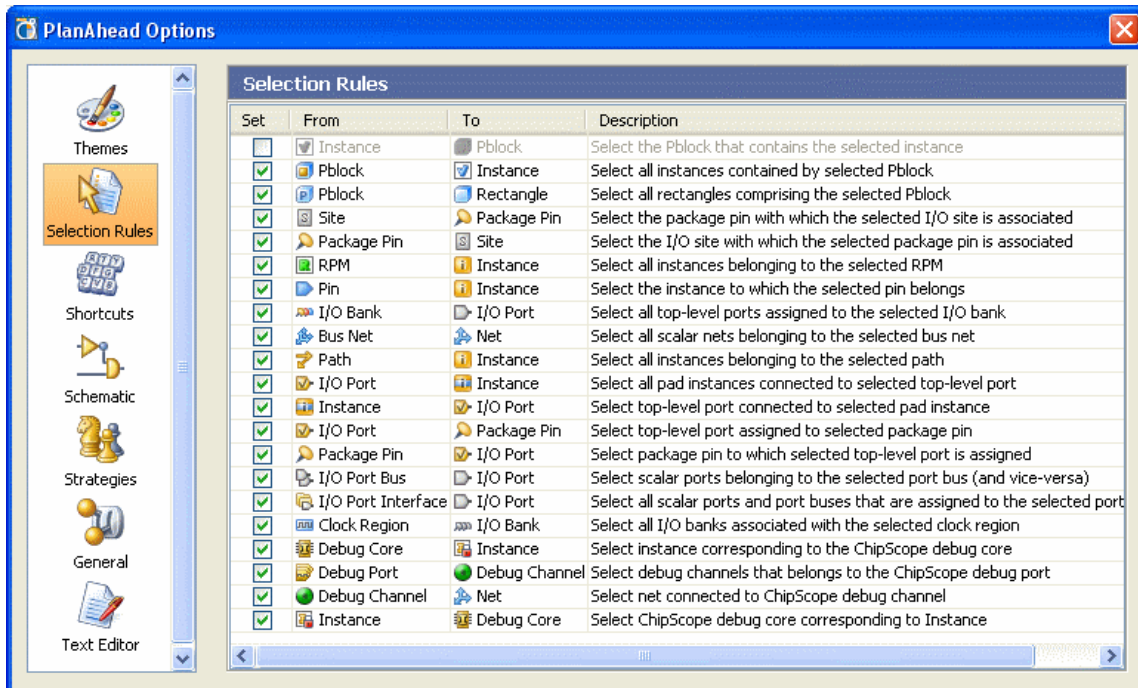 PlanAhead Options
Themes
Selection Rules
Shortcuts
Schematic
Strategies
General
Text Editor
Selection Rules
Set From To Description
Instance Pblock Select the Pblock that contains the selected instance
Pblock Instance Select all instances contained by selected Pblock
Pblock Rectangle Select all rectangles comprising the selected Pblock
Site Package Pin Select the package pin with which the selected I/O site is associated
Package Pin Site Select the I/O site with which the selected package pin is associated
RPM Instance Select all instances belonging to the selected RPM
Pin Instance Select the instance to which the selected pin belongs
I/O Bank I/O Port Select all top-level ports assigned to the selected I/O bank
Bus Net Net Select all scalar nets belonging to the selected bus net
Path Instance Select all instances belonging to the selected path
I/O Port Instance Select all pad instances connected to selected top-level port
Instance I/O Port Select top-level port connected to selected pad instance
I/O Port Package Pin Select top-level port assigned to selected package pin
Package Pin I/O Port Select package pin to which selected top-level port is assigned
I/O Port Bus I/O Port Select scalar ports belonging to the selected port bus (and vice-versa)
I/O Port Interface I/O Port Select all scalar ports and port buses that are assigned to the selected port
Clock Region I/O Bank Select all I/O banks associated with the selected clock region
Debug Core Instance Select instance corresponding to the ChipScope debug core
Debug Port Debug Channel Select debug channels that belongs to the ChipScope debug port
Debug Channel Net Select net connected to ChipScope debug channel
Instance Debug Core Select ChipScope debug core corresponding to Instance